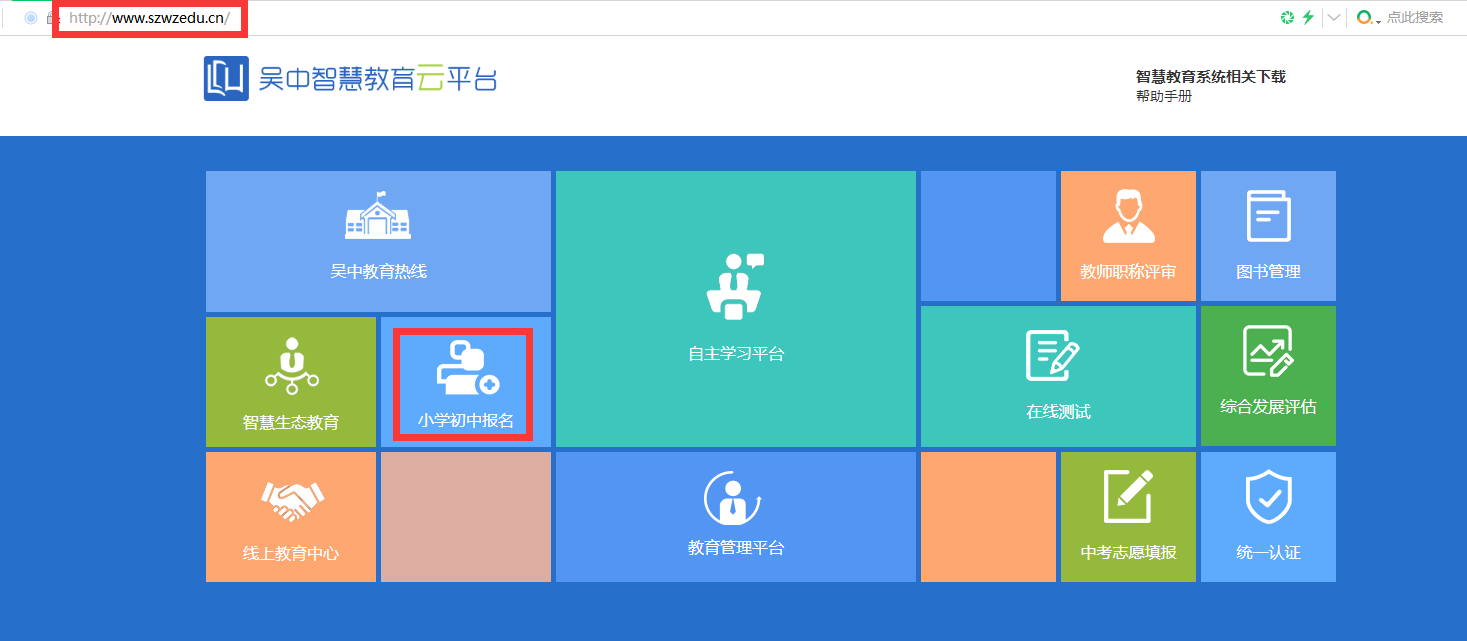 http://www.szwzedu.cn/
点此搜索
吴中智慧教育云平台
智慧教育系统相关下载
帮助手册
吴中教育热线
自主学习平台
教师职称评审
图书管理
智慧生态教育
小学初中报名
在线测试
综合发展评估
线上教育中心
教育管理平台
中考志愿填报
统一认证